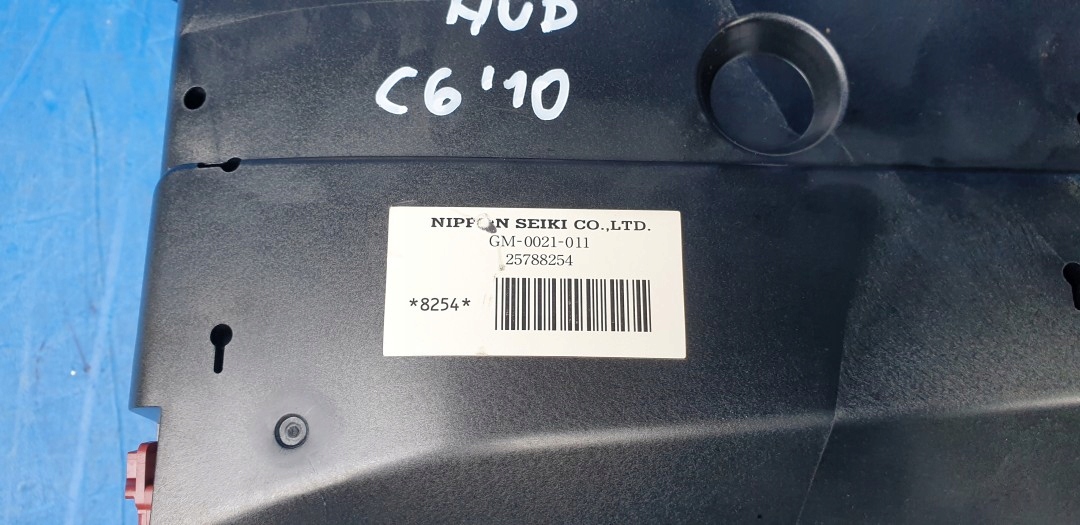 HUD
C6 '10
NIPPON SEIKI CO.,LTD.
GM-0021-011
25788254
*8254*